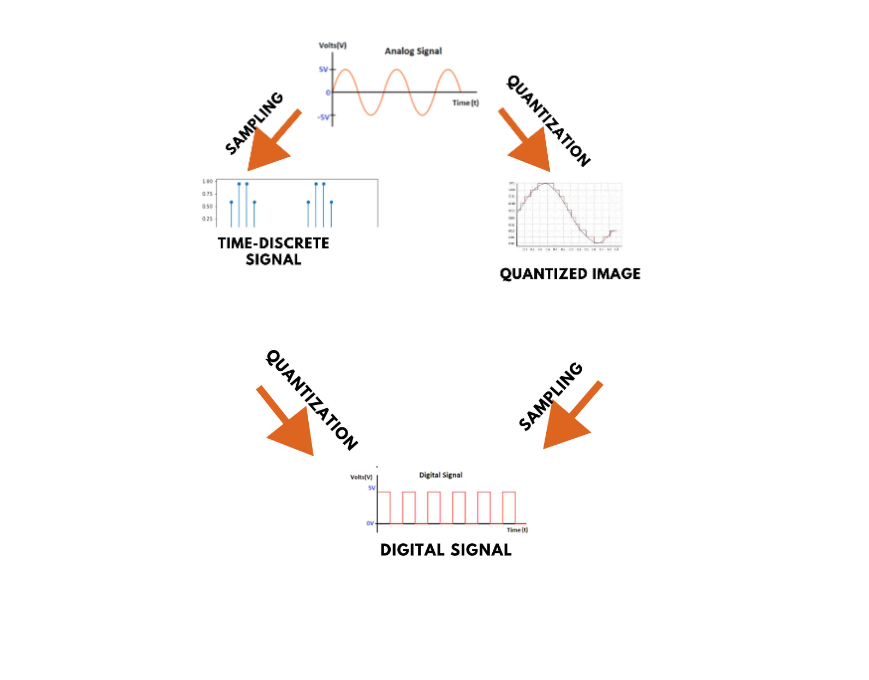 Volts(V)
Analog Signal
5V
0
-5V
Time(t)
SAMPLING
QUANTIZATION
1.00
0.75
0.50
0.25
TIME-DISCRETE
SIGNAL
QUANTIZED IMAGE
QUANTIZATION
SAMPLING
Volts(V)
Digital Signal
5V
0V
Time(t)
DIGITAL SIGNAL